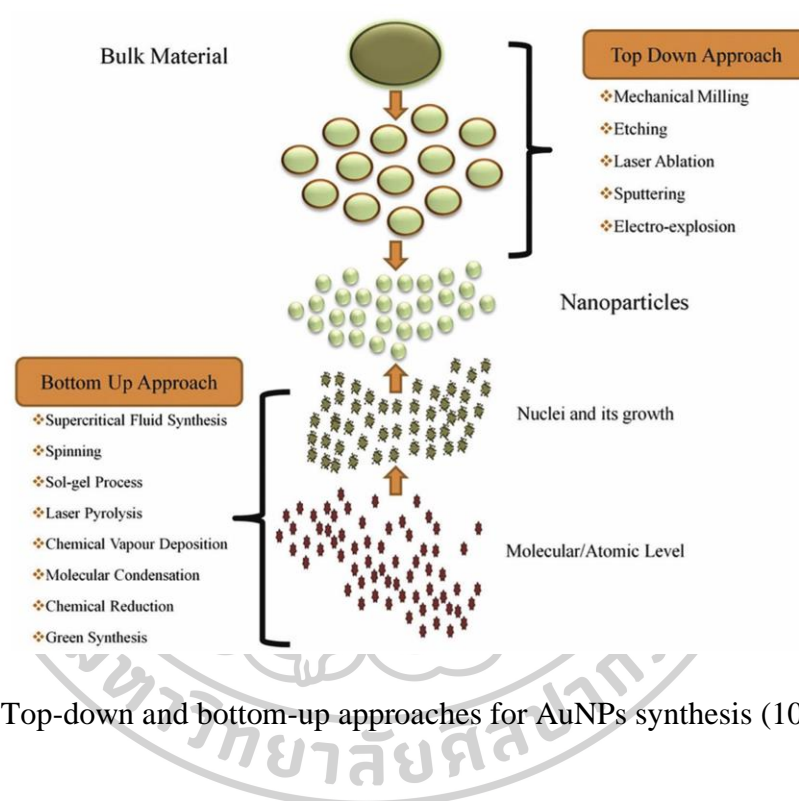 Bulk Material
Top Down Approach
❖Mechanical Milling
❖Etching
❖Laser Ablation
❖Sputtering
❖Electro-explosion
Nanoparticles
Bottom Up Approach
❖Supercritical Fluid Synthesis
❖Spinning
❖Sol-gel Process
❖Laser Pyrolysis
❖Chemical Vapour Deposition
❖Molecular Condensation
❖Chemical Reduction
❖Green Synthesis
Nuclei and its growth
Molecular/Atomic Level
Top-down and bottom-up approaches for AuNPs synthesis (10